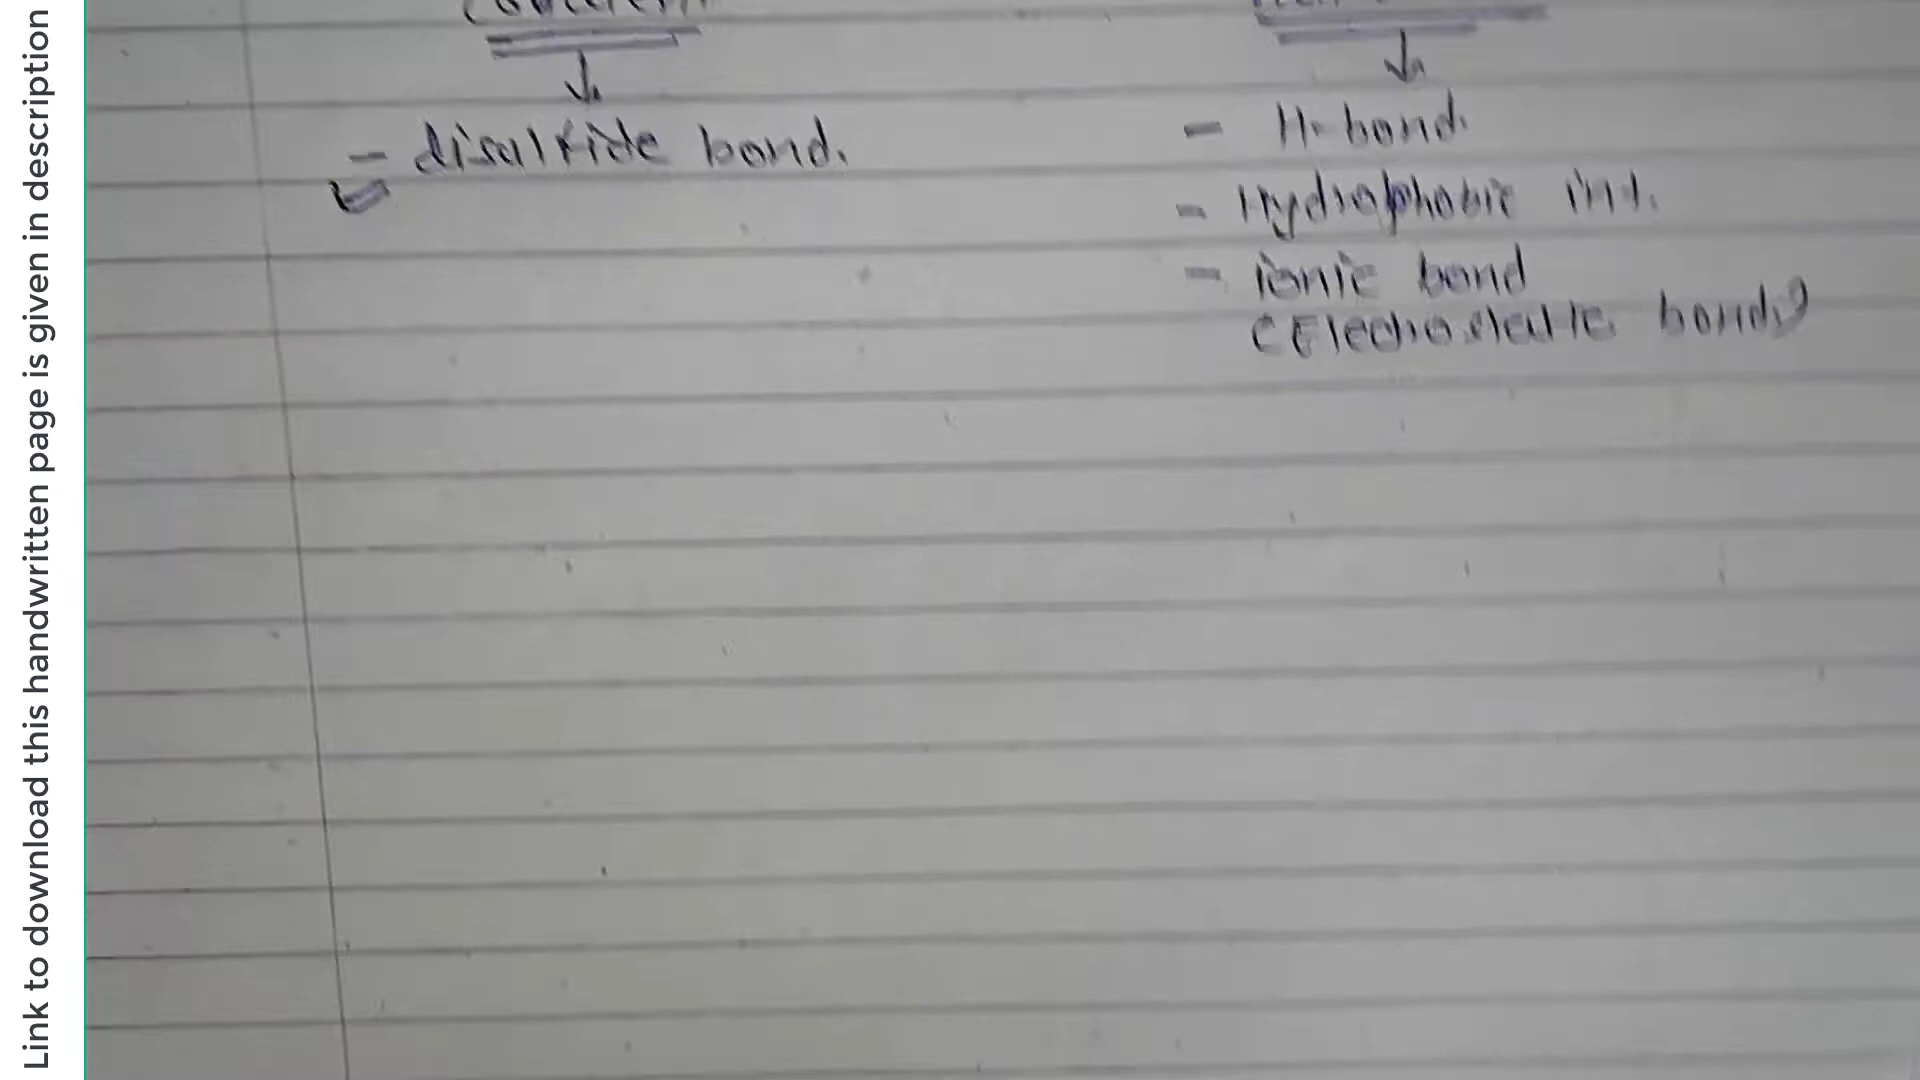 Link to download this handwritten page is given in description
Covalent
- disulfide bond.
- H-bond.
- Hydrophobic int.
- ionic bond
(Electrostatic bond)